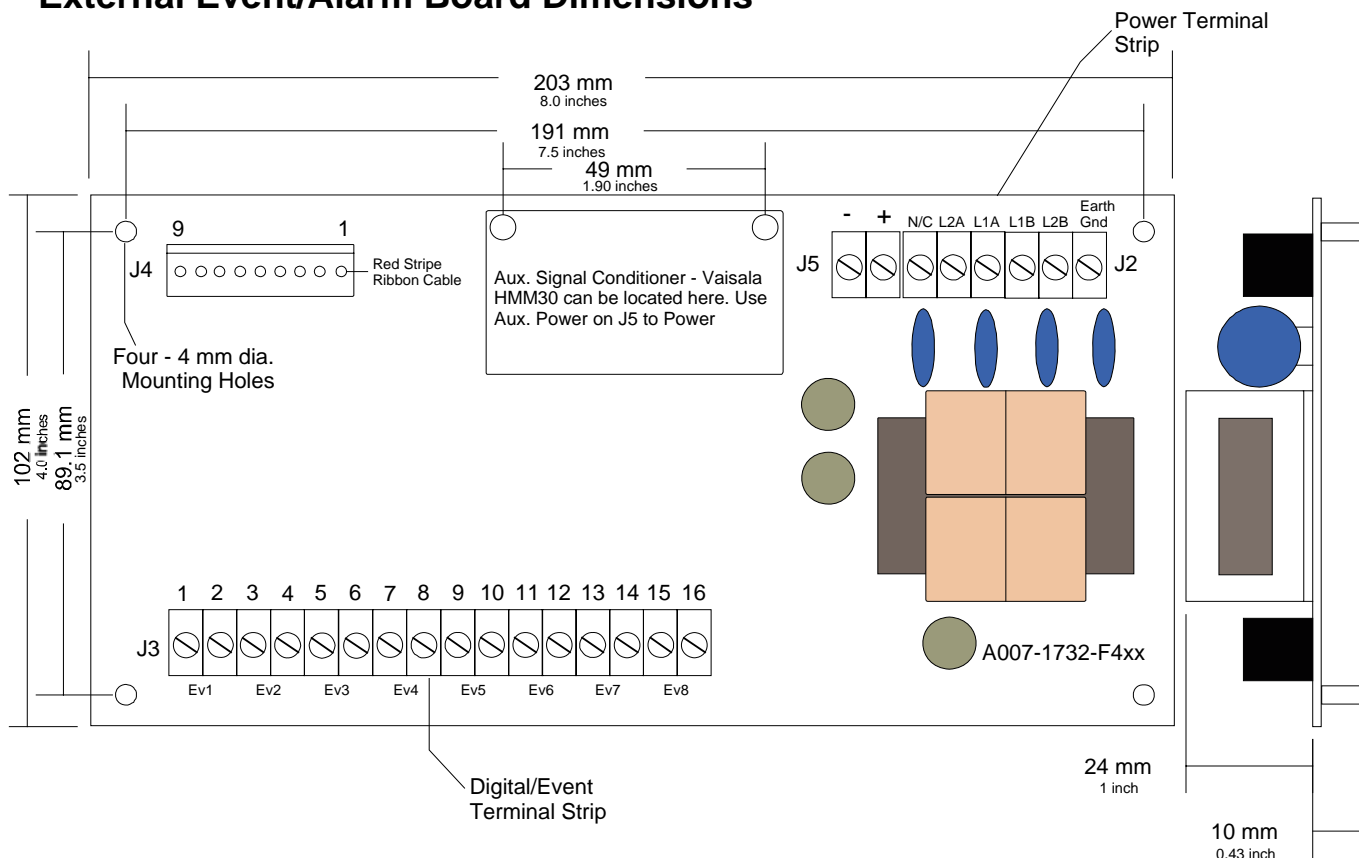 External Event/Alarm Board Dimensions
Power Terminal
Strip
203 mm
8.0 inches
191 mm
7.5 inches
49 mm
1.90 inches
9 1
J4
Red Stripe
Ribbon Cable
Aux. Signal Conditioner - Vaisala
HMM30 can be located here. Use
Aux. Power on J5 to Power
- + N/C L2A L1A L1B L2B Earth
Gnd
J5 J2
Four - 4 mm dia.
Mounting Holes
102 mm
4.0 inches
89.1 mm
3.5 inches
1 2 3 4 5 6 7 8 9 10 11 12 13 14 15 16
J3
Ev1 Ev2 Ev3 Ev4 Ev5 Ev6 Ev7 Ev8
A007-1732-F4xx
Digital/Event
Terminal Strip
24 mm
1 inch
10 mm
0.43 inch